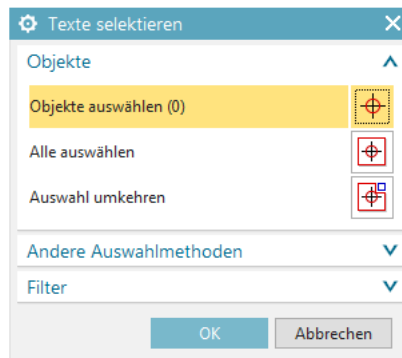 Texte selektieren
Objekte
Objekte auswählen (0)
Alle auswählen
Auswahl umkehren
Andere Auswahlmethoden
Filter
OK Abbrechen